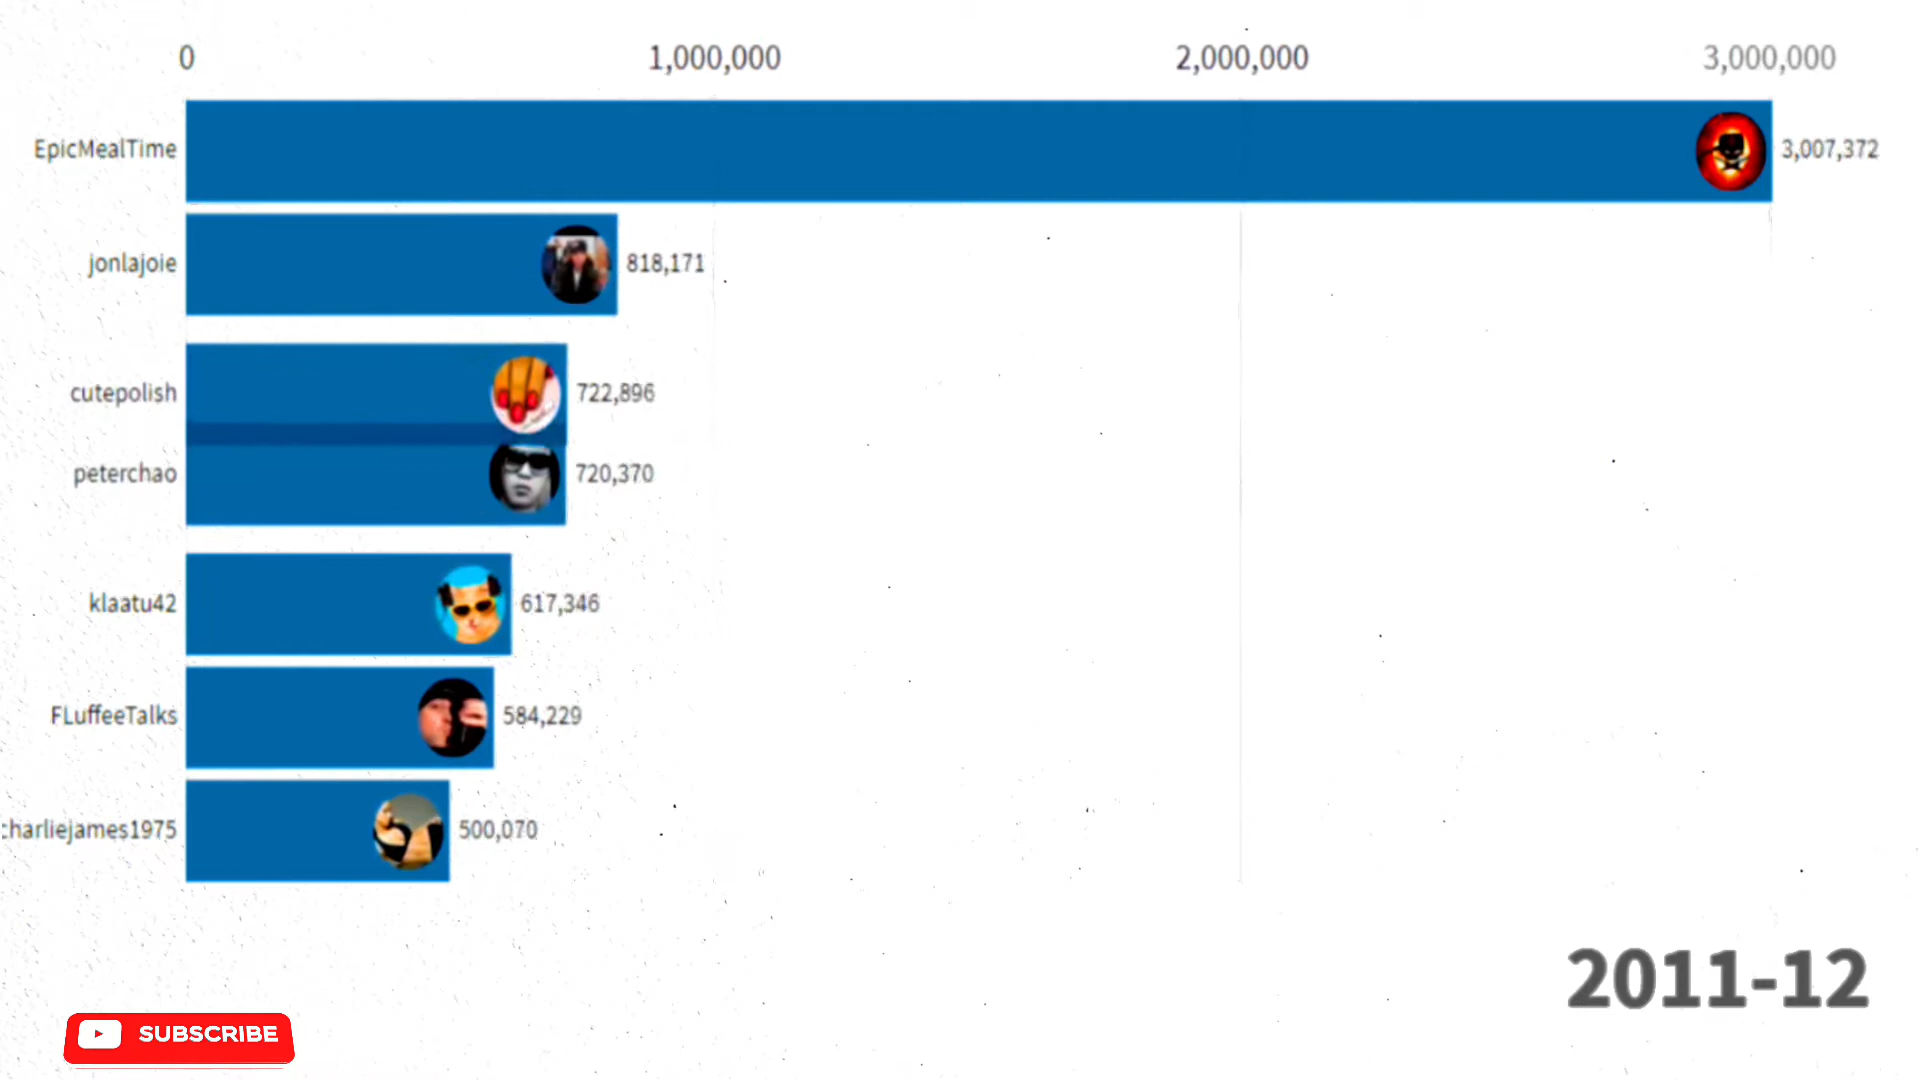 0 1,000,000 2,000,000 3,000,000
EpicMealTime 3,007,372
jonlajoie 818,171
cutepolish 722,896
peterchao 720,370
klaatu42 617,346
FLuffeeTalks 584,229
charliejames1975 500,070
2011-12
SUBSCRIBE